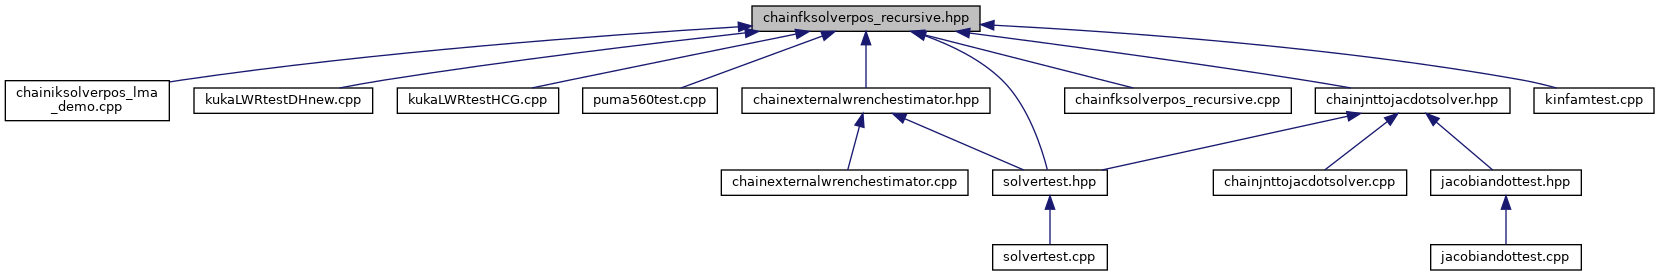 chainfksolverpos_recursive.hpp
chainiksolverpos_lma
_demo.cpp
kukaLWRtestDHnew.cpp
kukaLWRtestHCG.cpp
puma560test.cpp
chainexternalwrenchestimator.hpp
chainfksolverpos_recursive.cpp
chainjnttojacdotsolver.hpp
kinfamtest.cpp
chainexternalwrenchestimator.cpp
solvertest.hpp
chainjnttojacdotsolver.cpp
jacobiandottest.hpp
solvertest.cpp
jacobiandottest.cpp